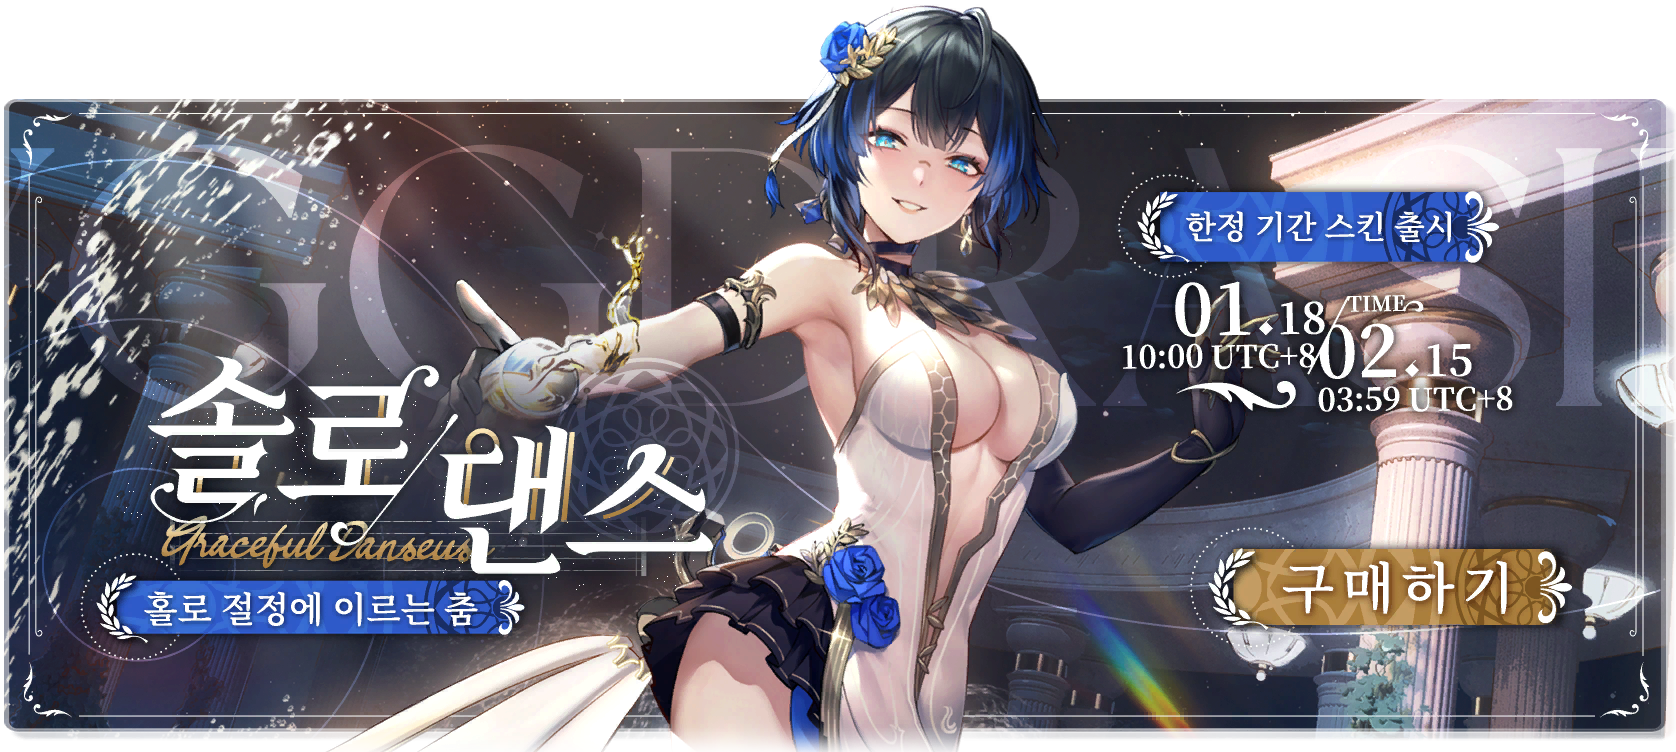 YGGDRASIL
한정 기간 스킨 출시
01.18
TIME
10:00 UTC+8
02.15
03:59 UTC+8
솔로/댄스
Graceful Danseuse
홀로 절정에 이르는 춤
구매하기